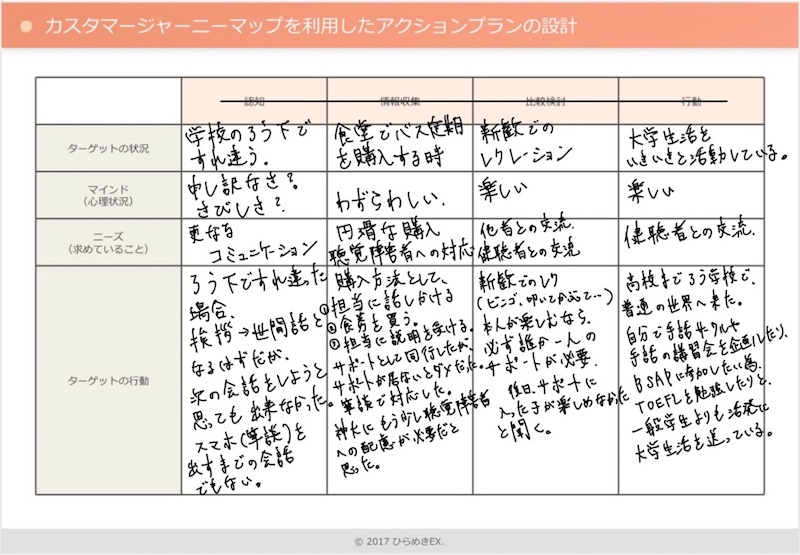 カスタマージャーニーマップを利用したアクションプランの設計
認知
情報収集
比較検討
行動
ターゲットの状況
学校のろう下で
すれ違う。
食堂でバス定期
を購入する時
新歓での
レクレーション
大学生活を
いきいきと活動している。
マインド
(心理状況)
申し訳なさ?
さびしさ?
わずらわしい.
楽しい
楽しい
ニーズ
(求めていること)
更なる
コミュニケーション
円滑な購入
聴覚障害者への対応
他者との交流.
健聴者との交流
健聴者との交流.
ターゲットの行動
ろう下ですれ違った
場合.
挨拶→世間話と
なるはずだが、
次の会話をしようと
思っても出来なかった。
スマホ(筆談)を
出すまでの会話
でもない。
購入方法として、
①担当に話しかける
②食券を買う。
③担当に説明を受ける。
サポートとして同行したが、
サポートが居ないとダメだった。
筆談で対応した。
神大にもう少し聴覚障害者
への配慮が必要だと
思った。
新歓でのレク
(ビンゴ、叩いてかぶって…)
本人が楽しむなら、
必ず誰か一人の
サポートが必要.
後日、サポートに
入った子が楽しめなかった
と聞く。
高校までろう学校で、
普通の世界へ来た。
自分で手話サークルや
手話の講習会を企画したり、
BSAPに参加したい為、
TOEFLを勉強したりと、
一般学生よりも活発に
大学生活を送っている。
© 2017 ひらめきEX.